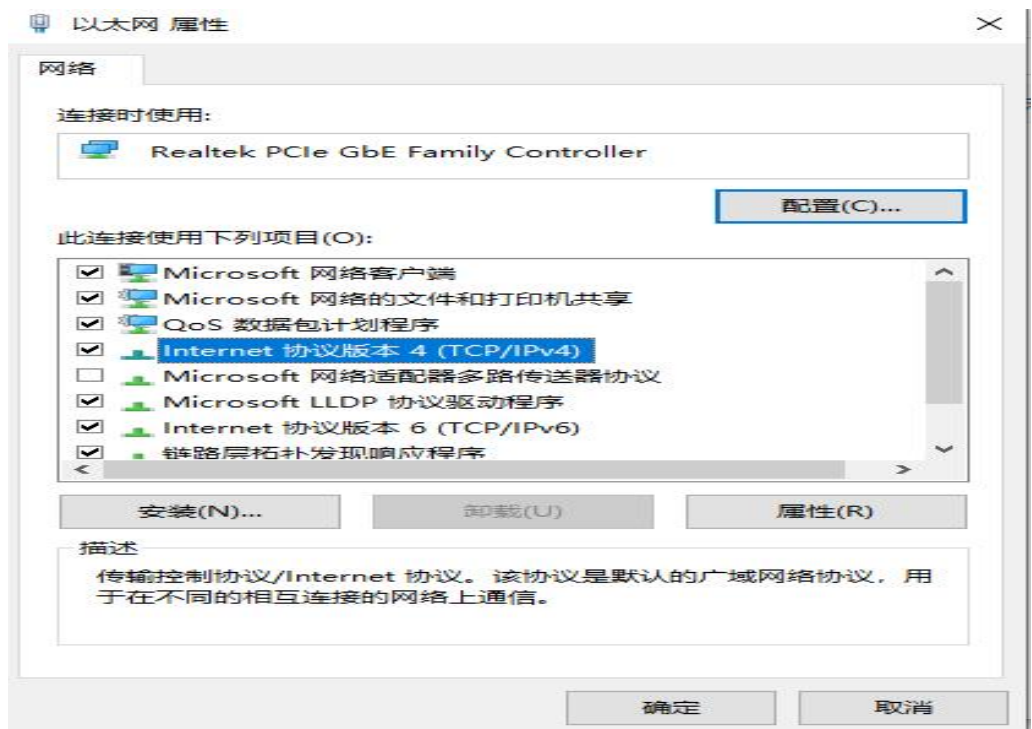 以太网 属性
网络
连接时使用:
Realtek PCIe GbE Family Controller
配置(C)...
此连接使用下列项目(O):
Microsoft 网络客户端
Microsoft 网络的文件和打印机共享
QoS 数据包计划程序
Internet 协议版本 4 (TCP/IPv4)
Microsoft 网络适配器多路传送器协议
Microsoft LLDP 协议驱动程序
Internet 协议版本 6 (TCP/IPv6)
链路层拓扑发现响应程序
安装(N)...
卸载(U)
属性(R)
描述
传输控制协议/Internet 协议。该协议是默认的广域网络协议，用
于在不同的相互连接的网络上通信。
确定
取消